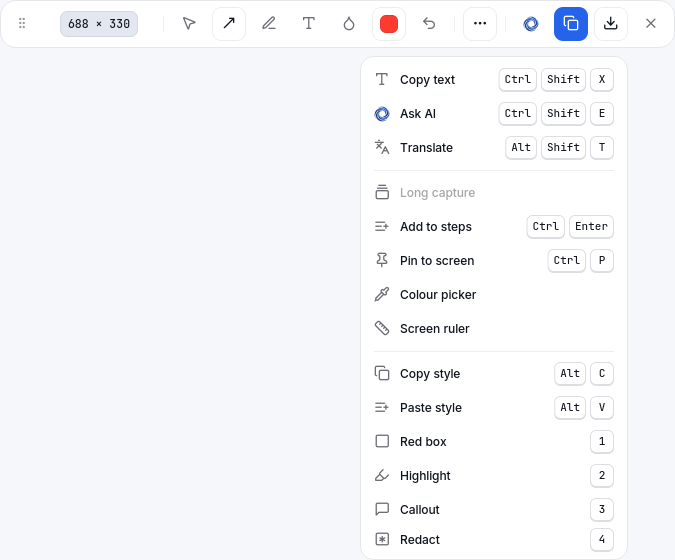 688 × 330
T
Copy text Ctrl Shift X
Ask AI Ctrl Shift E
Translate Alt Shift T
Long capture
Add to steps Ctrl Enter
Pin to screen Ctrl P
Colour picker
Screen ruler
Copy style Alt C
Paste style Alt V
Red box 1
Highlight 2
Callout 3
Redact 4